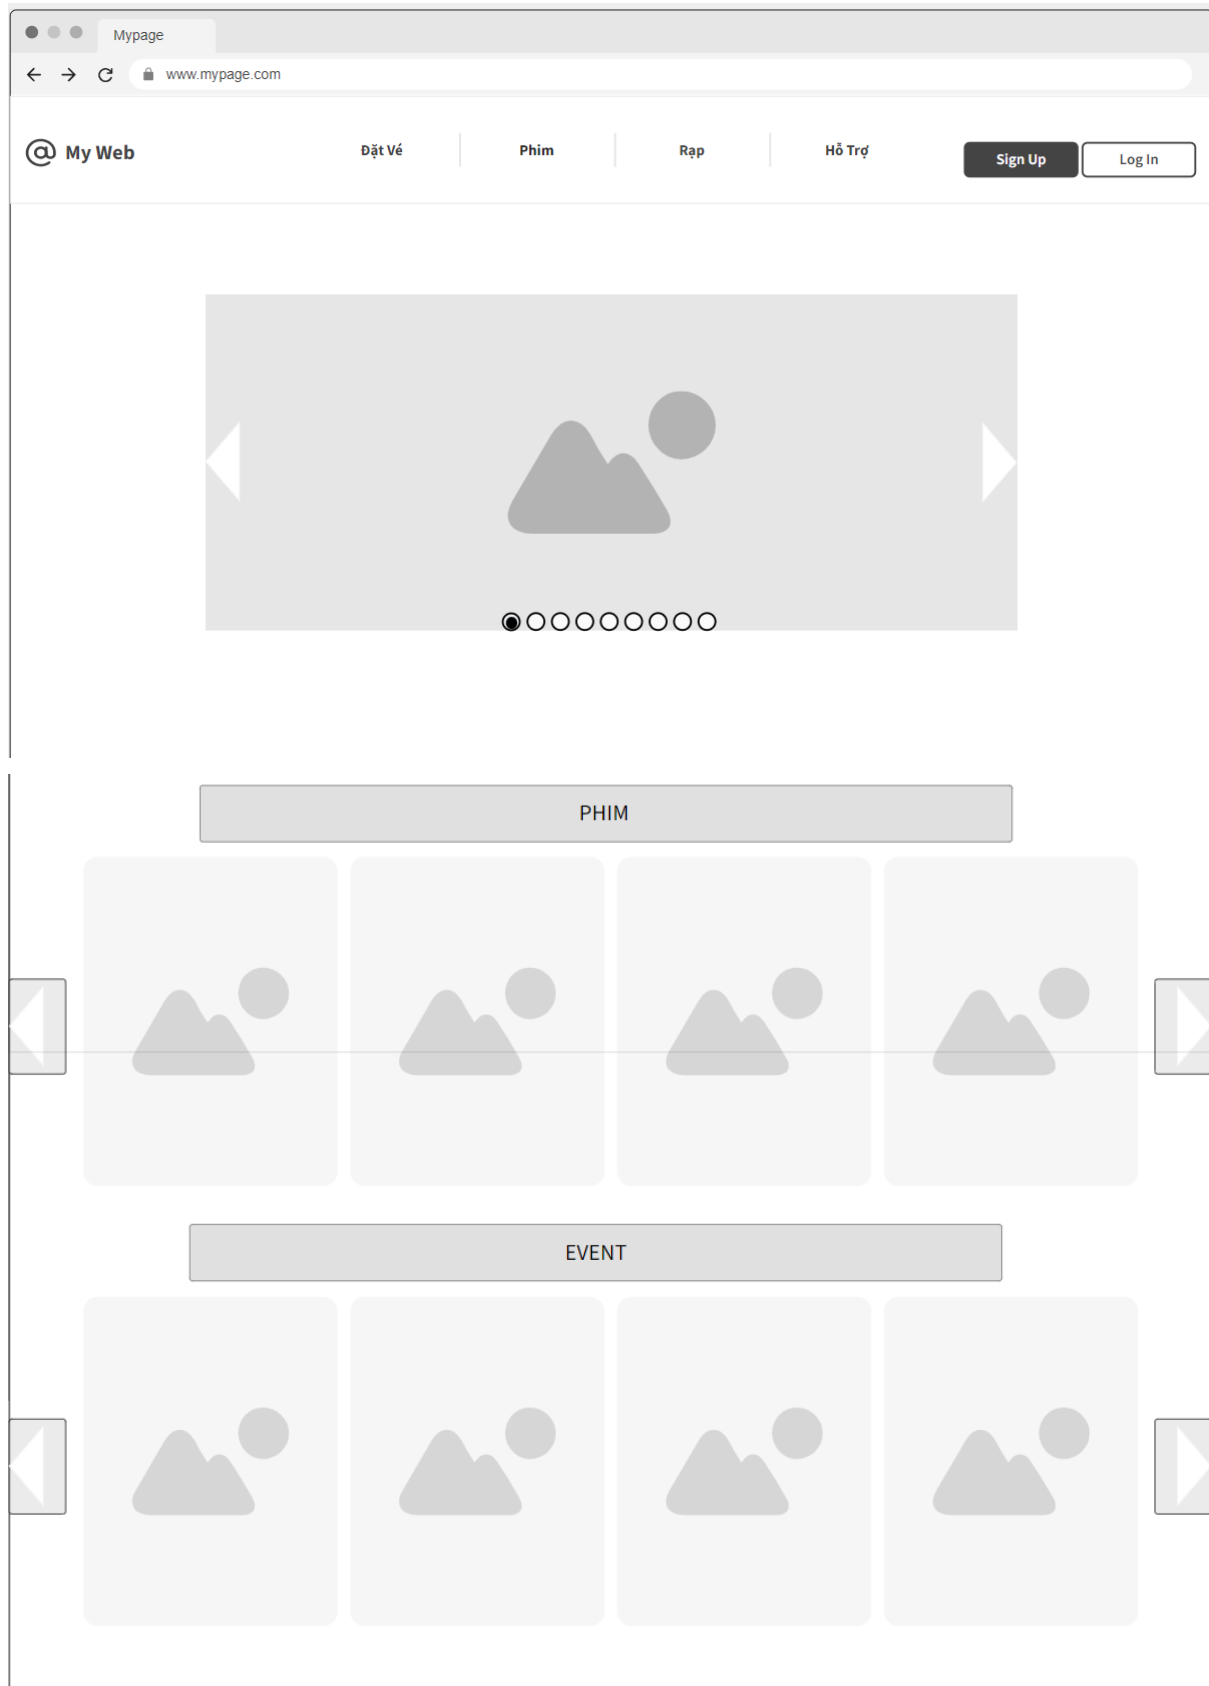 Mypage
www.mypage.com
@ My Web
Đặt Vé
Phim
Rạp
Hỗ Trợ
Sign Up
Log In
PHIM
EVENT